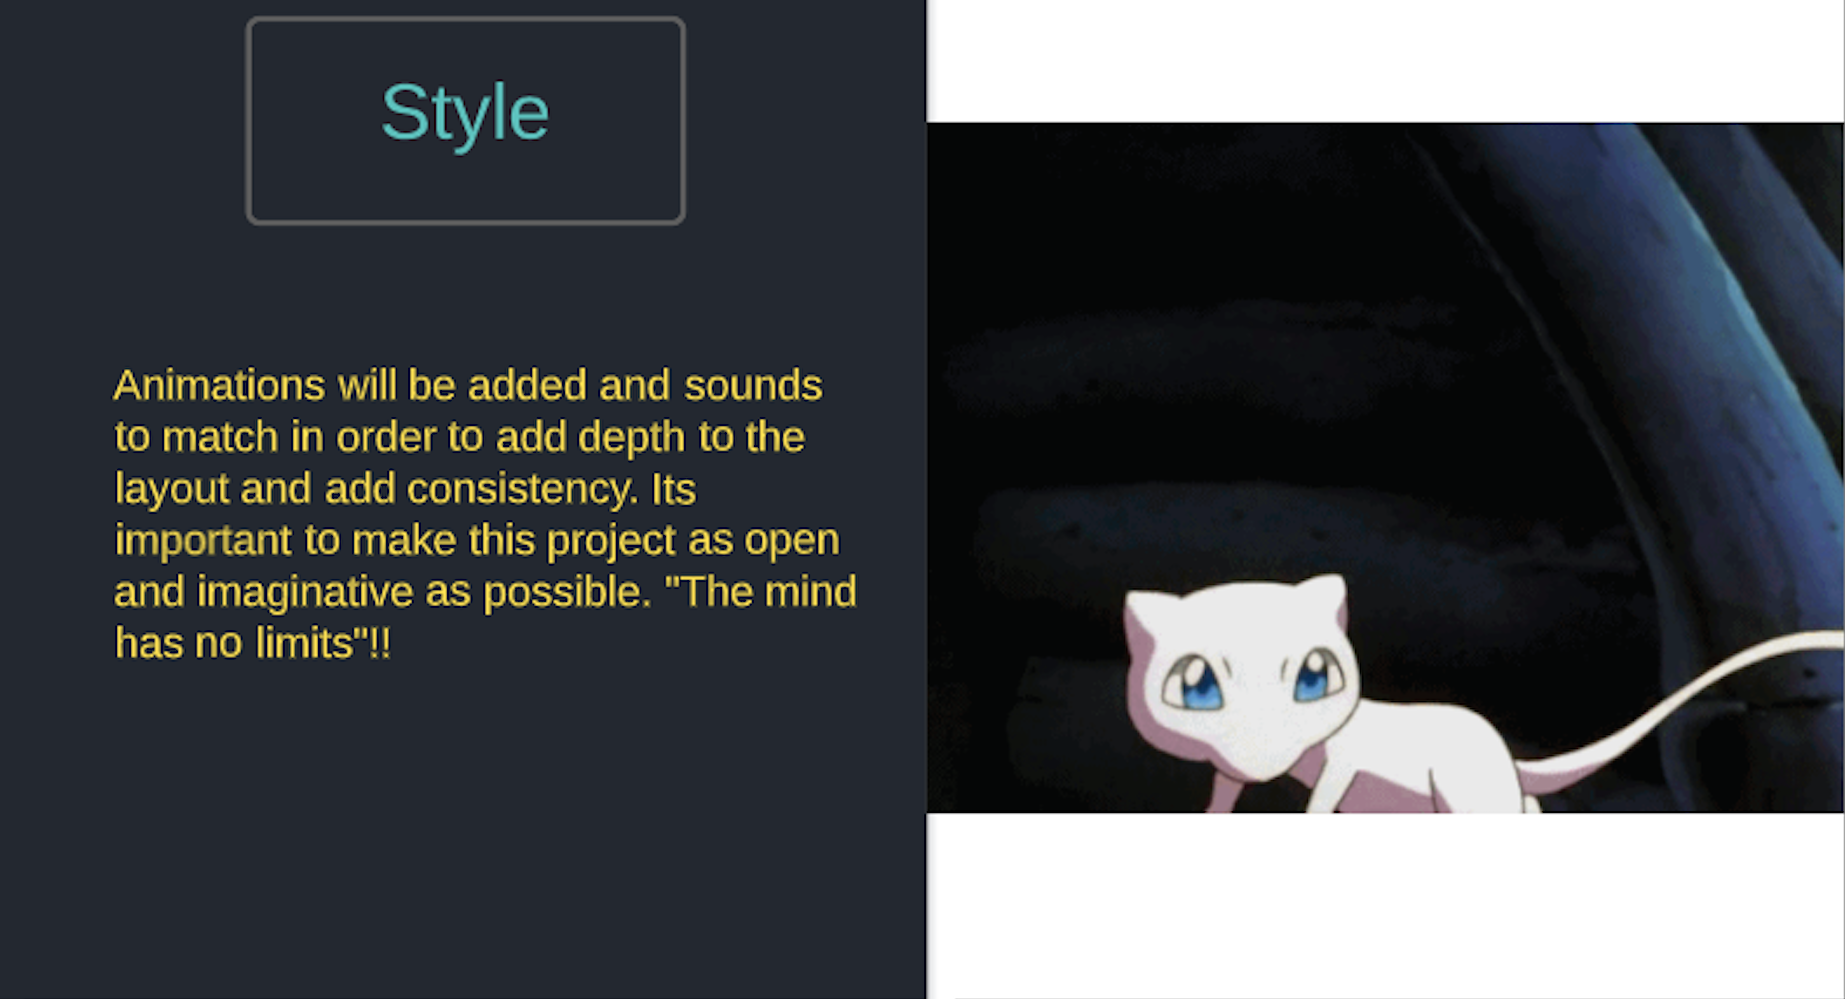 Style
Animations will be added and sounds
to match in order to add depth to the
layout and add consistency. Its
important to make this project as open
and imaginative as possible. "The mind
has no limits"!!